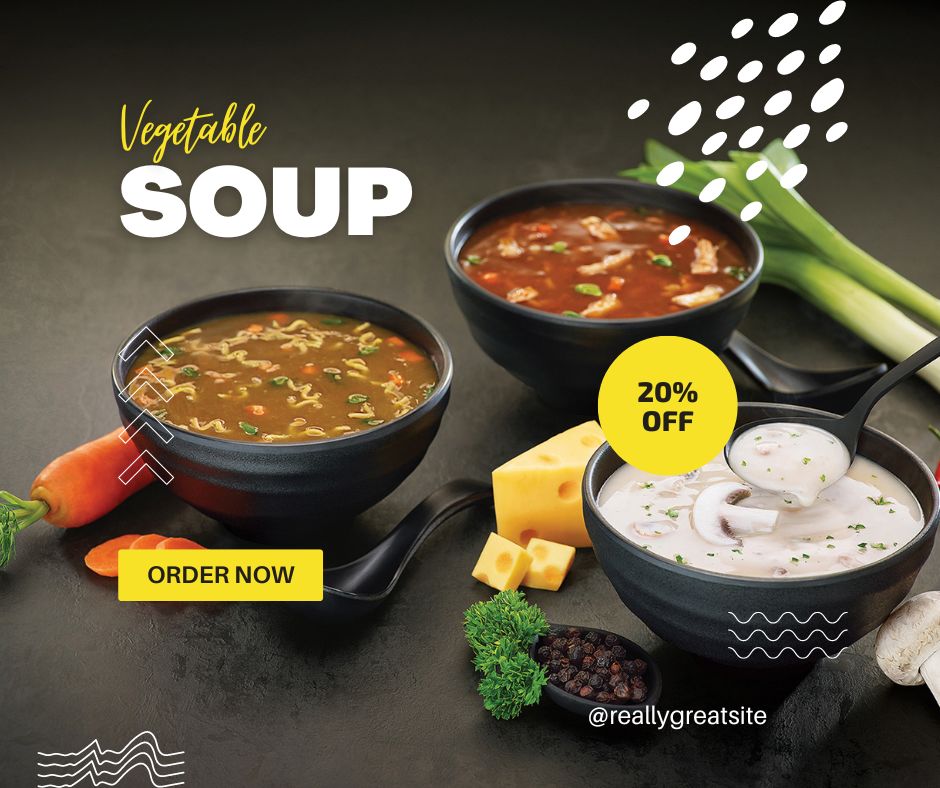 Vegetable
SOUP
20%
OFF
ORDER NOW
@reallygreatsite